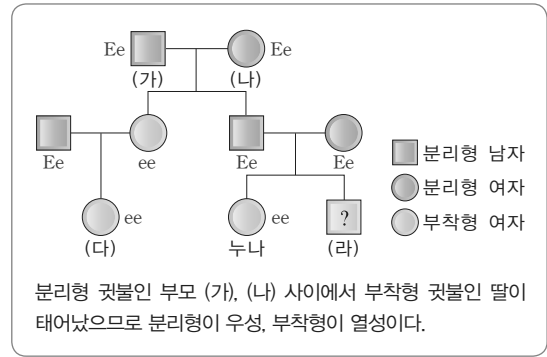 Ee Ee
(가) (나)
분리형 남자
Ee ee Ee Ee
분리형 여자
ee ee ? 부착형 여자
(다) 누나 (라)
분리형 귓불인 부모 (가), (나) 사이에서 부착형 귓불인 딸이
태어났으므로 분리형이 우성, 부착형이 열성이다.